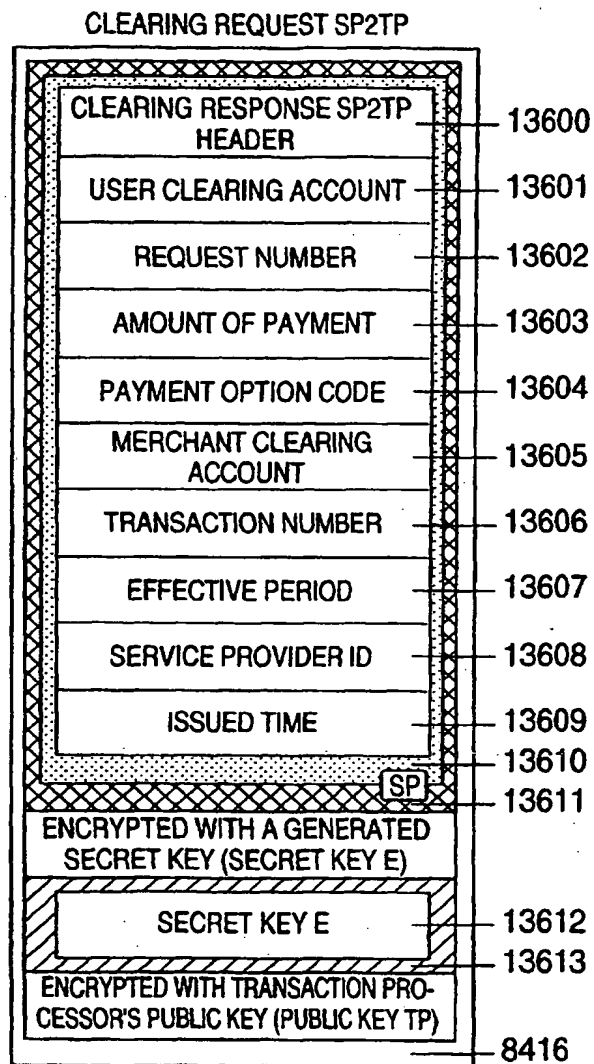 CLEARING REQUEST SP2TP
CLEARING RESPONSE SP2TP
HEADER
13600
USER CLEARING ACCOUNT
13601
REQUEST NUMBER
13602
AMOUNT OF PAYMENT
13603
PAYMENT OPTION CODE
13604
MERCHANT CLEARING
ACCOUNT
13605
TRANSACTION NUMBER
13606
EFFECTIVE PERIOD
13607
SERVICE PROVIDER ID
13608
ISSUED TIME
13609
13610
SP
13611
ENCRYPTED WITH A GENERATED
SECRET KEY (SECRET KEY E)
SECRET KEY E
13612
13613
ENCRYPTED WITH TRANSACTION PRO-
CESSOR'S PUBLIC KEY (PUBLIC KEY TP)
8416